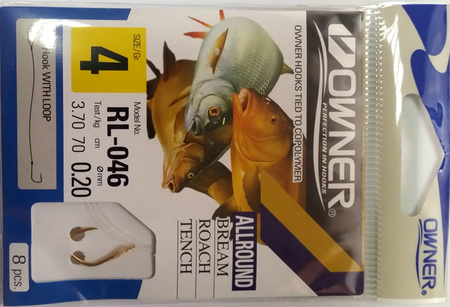 OWNER®
PERFECTION IN HOOKS
OWNER HOOKS TIED TO COPOLYMER
ALLROUND
BREAM
ROACH
TENCH
SIZE/Gr.
4
Model No.
RL-046
Test/kg cm Ømm
3.70 70 0.20
Hook WITH LOOP
8 pcs.
OWNER®